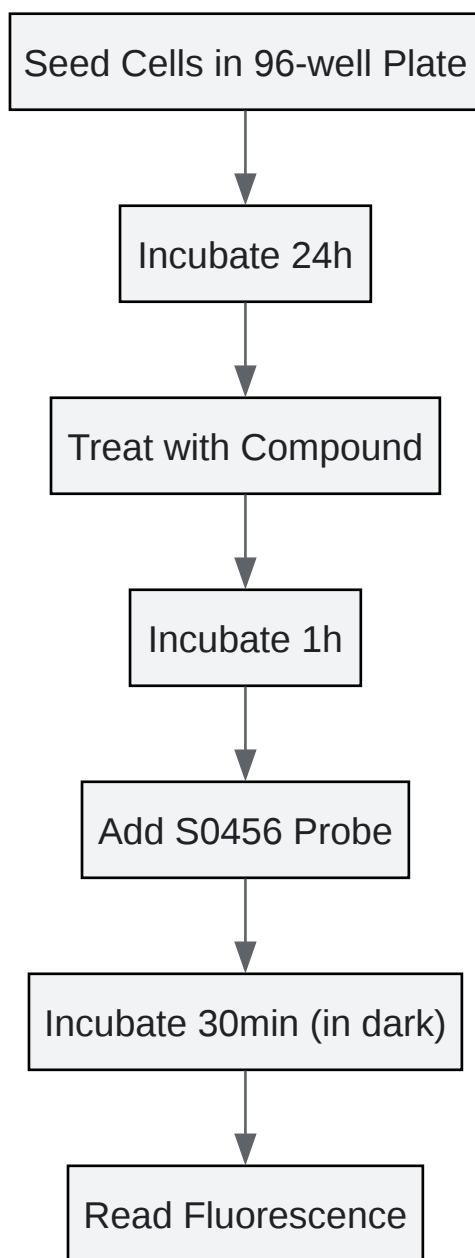 Seed Cells in 96-well Plate
Incubate 24h
Treat with Compound
Incubate 1h
Add S0456 Probe
Incubate 30min (in dark)
Read Fluorescence